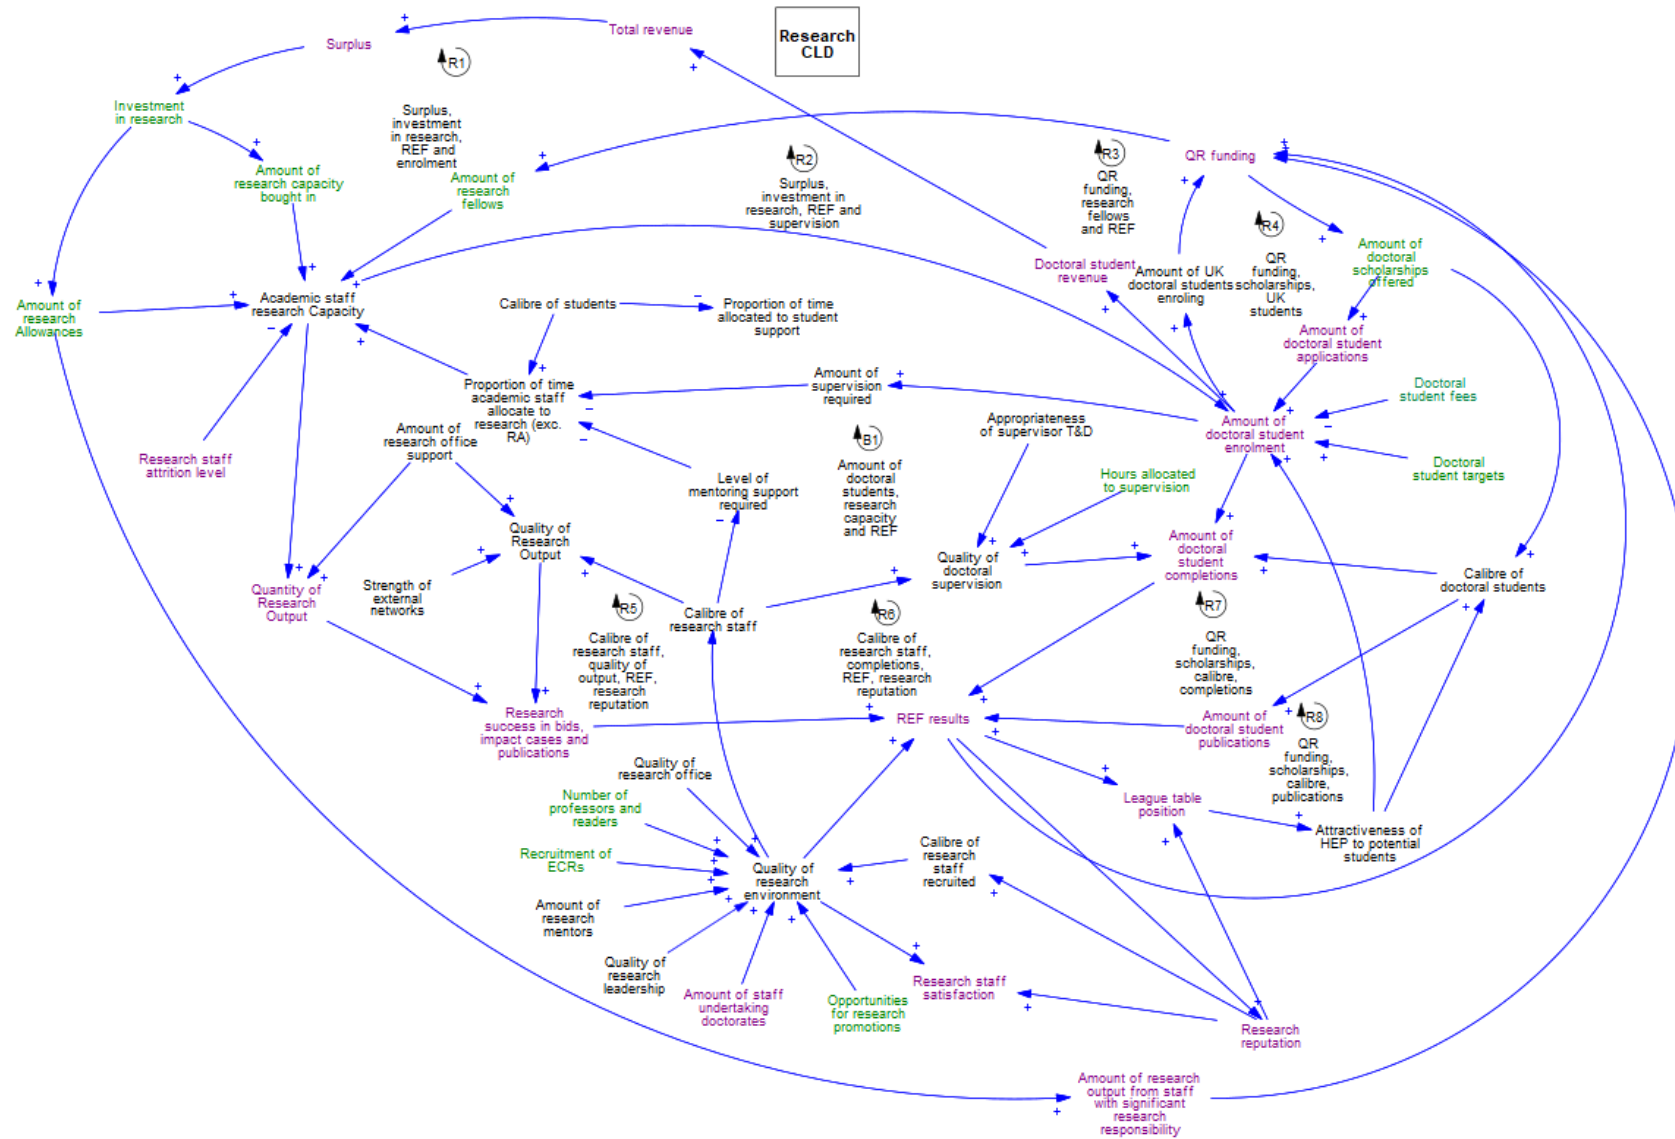 Research
CLD
Total revenue
Surplus
R1
Investment
in research
Surplus,
investment
in research,
REF and
enrolment
Amount of
research capacity
bought in
Amount of
research
fellows
R2
Surplus,
investment in
research, REF and
supervision
R3
QR
funding,
research
fellows
and REF
QR funding
R4
QR
funding,
scholarships,
UK
students
Amount of
doctoral
scholarships
offered
Doctoral student
revenue
Amount of UK
doctoral students
enroling
Amount of
research
Allowances
Academic staff
research Capacity
Calibre of students
Proportion of time
allocated to student
support
Amount of
doctoral student
applications
Proportion of time
academic staff
allocate to
research (exc.
RA)
Amount of
supervision
required
Doctoral
student fees
Amount of
research office
support
Appropriateness
of supervisor T&D
Amount of
doctoral student
enrolment
Research staff
attrition level
B1
Amount of
doctoral
students,
research
capacity
and REF
Doctoral
student targets
Level of
mentoring support
required
Hours allocated
to supervision
Quality of
Research
Output
Quality of
doctoral
supervision
Amount of
doctoral
student
completions
Calibre of
doctoral students
Quantity of
Research
Output
Strength of
external
networks
R5
Calibre of
research staff,
quality of
output, REF,
research
reputation
Calibre of
research staff
R6
Calibre of
research staff,
completions,
REF, research
reputation
R7
QR
funding,
scholarships,
calibre,
completions
Research
success in bids,
impact cases and
publications
REF results
Amount of
doctoral student
publications
R8
QR
funding,
scholarships,
calibre,
publications
Quality of
research office
Number of
professors and
readers
League table
position
Attractiveness of
HEP to potential
students
Recruitment of
ECRs
Quality of
research
environment
Calibre of
research
staff
recruited
Amount of
research
mentors
Quality of
research
leadership
Amount of staff
undertaking
doctorates
Opportunities
for research
promotions
Research staff
satisfaction
Research
reputation
Amount of research
output from staff
with significant
research
responsibility